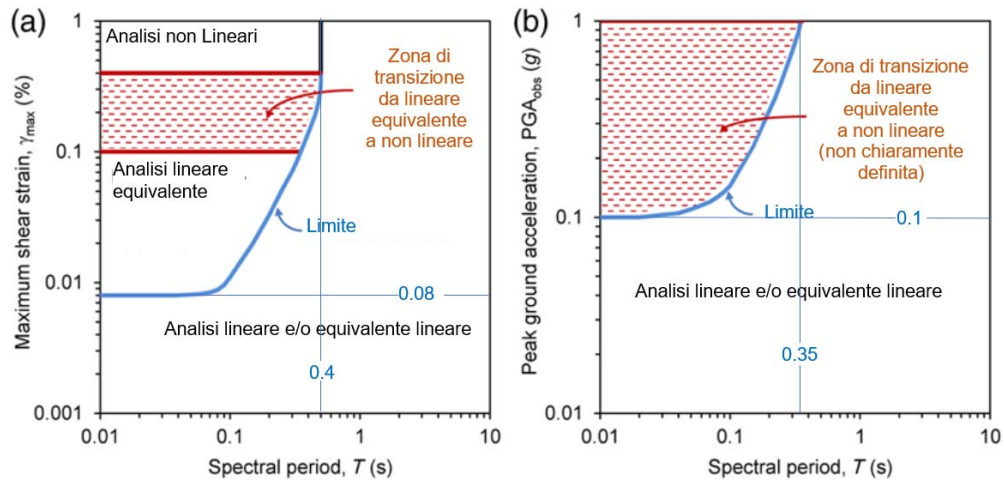 (a)
1
0.1
0.01
0.001
Maximum shear strain, γmax (%)
Analisi non Lineari
Zona di
transizione
da lineare
equivalente
a non lineare
Analisi lineare
equivalente
Limite
0.08
Analisi lineare e/o equivalente lineare
0.4
0.01
0.1
1
10
Spectral period, T (s)
(b)
1
0.1
0.01
Peak ground acceleration, PGAobs (g)
Zona di transizione
da lineare
equivalente
a non lineare
(non chiaramente
definita)
Limite
0.1
Analisi lineare e/o equivalente lineare
0.35
0.01
0.1
1
10
Spectral period, T (s)